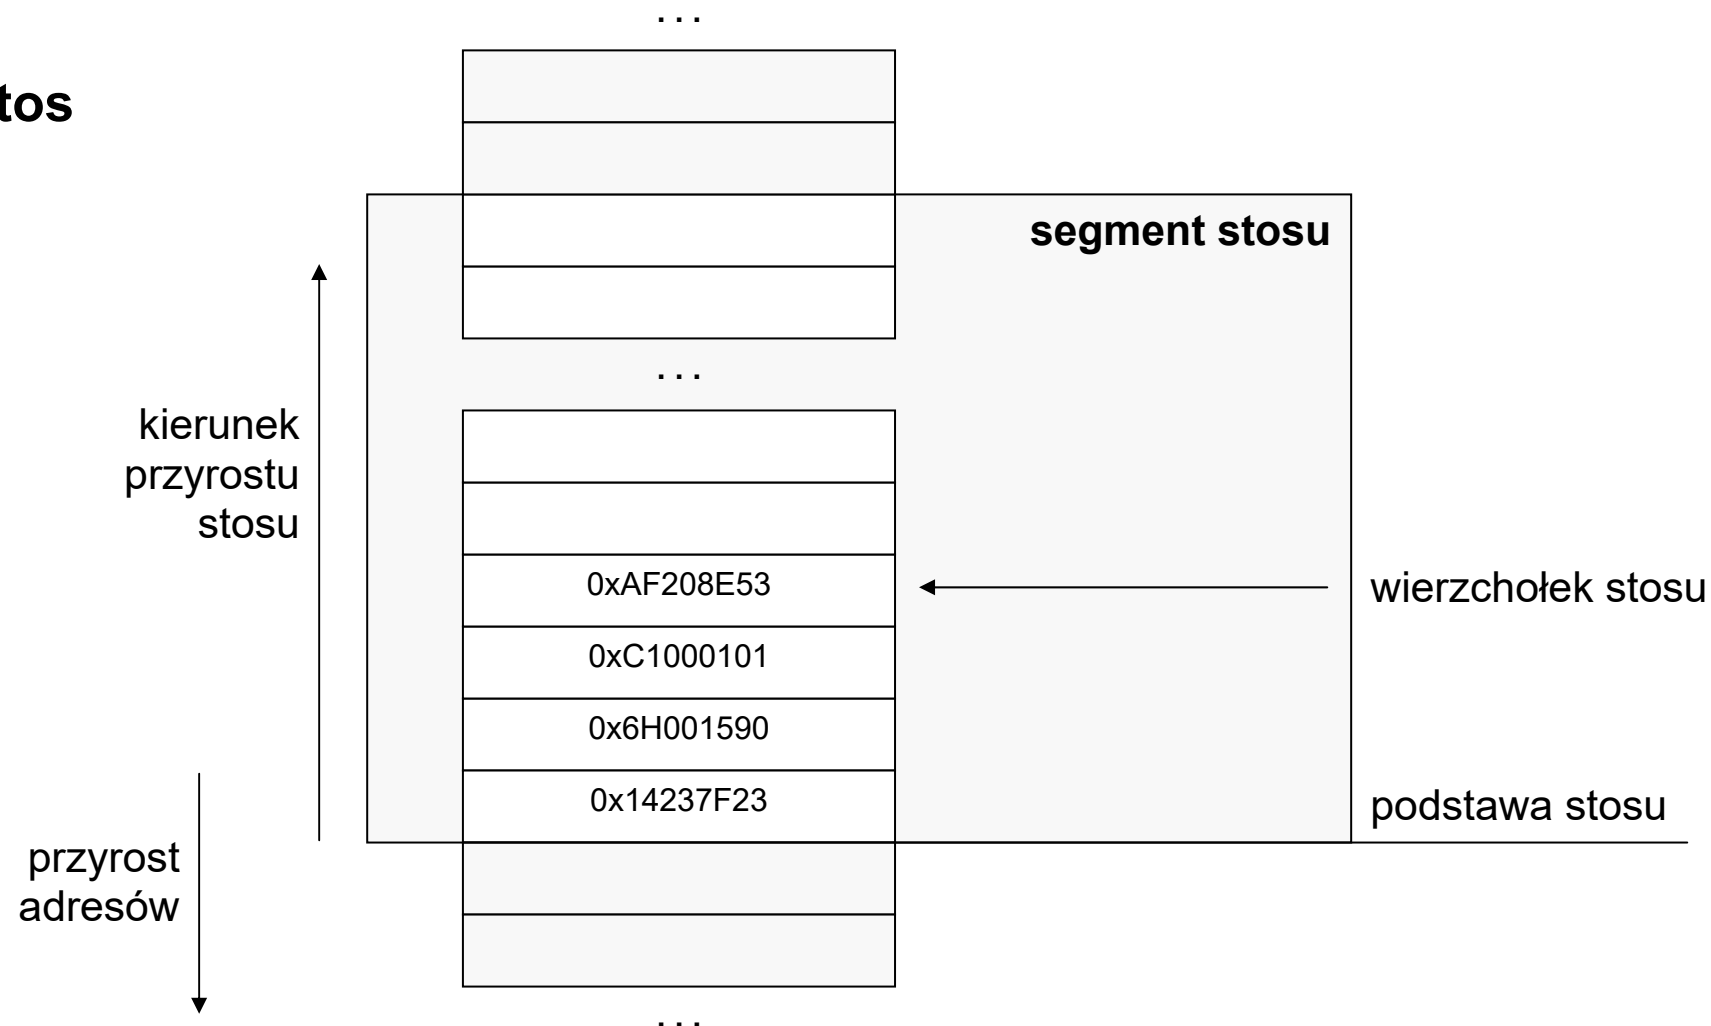 . . .
tos
segment stosu
. . .
kierunek
przyrostu
stosu
0xAF208E53
wierzchołek stosu
0xC1000101
0x6H001590
0x14237F23
podstawa stosu
przyrost
adresów
. . .